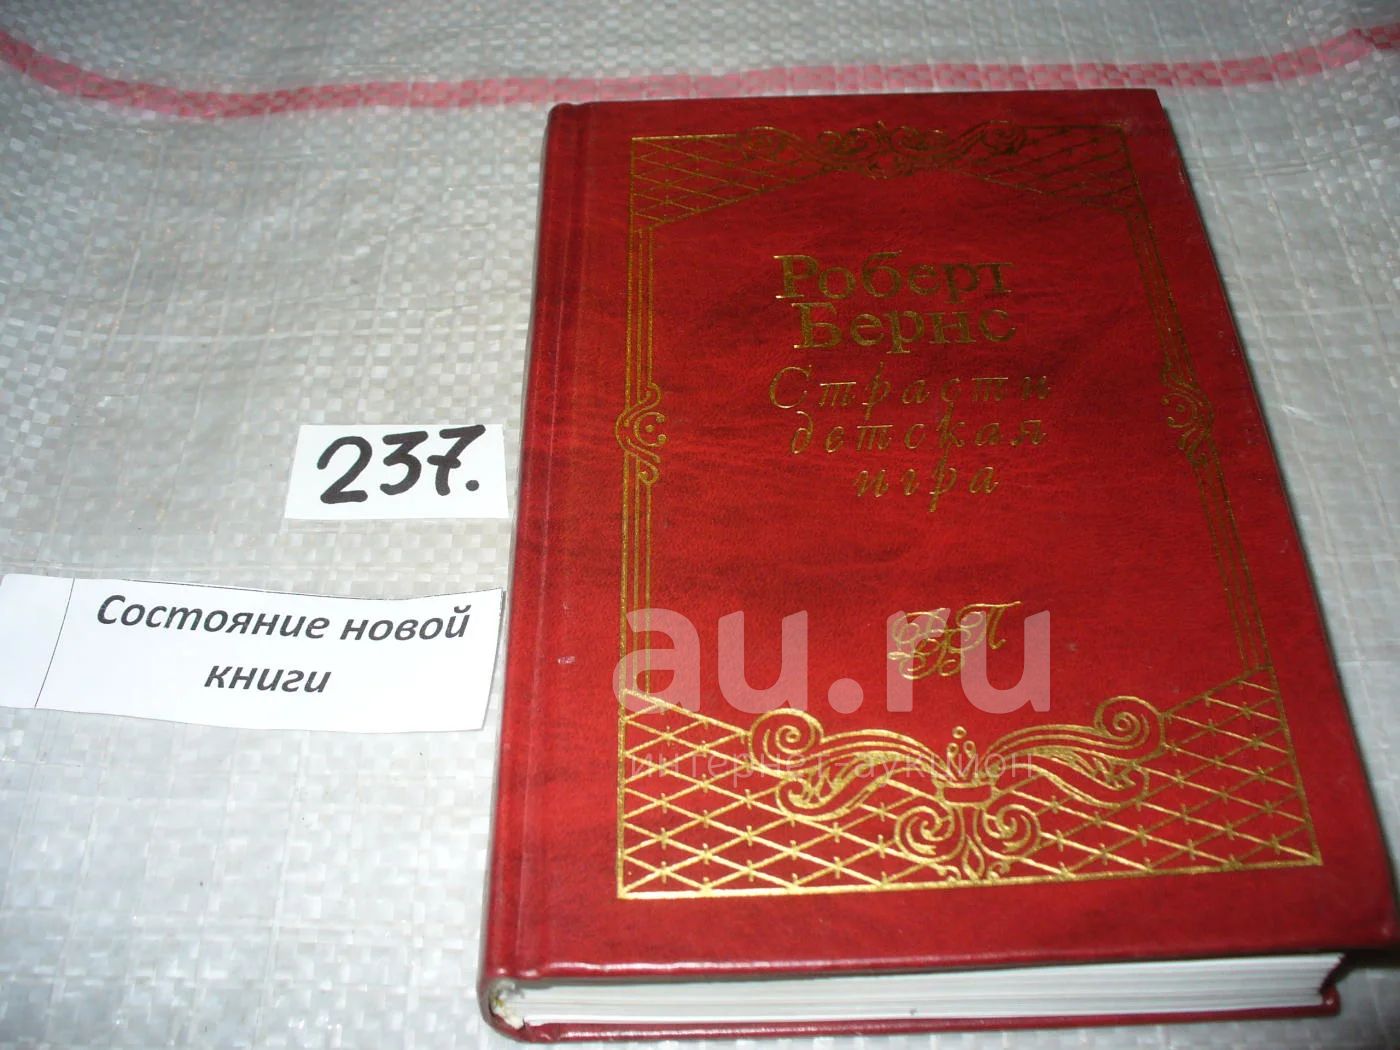 Роберт
Бернс
Страсти
детская
игра
237.
Состояние новой
книги
au.ru
интернет-аукцион